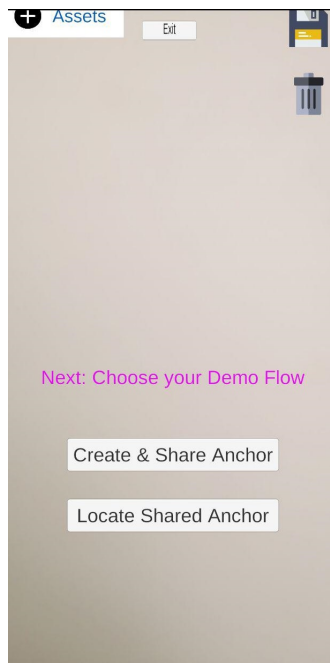 Assets
Exit
Next: Choose your Demo Flow
Create & Share Anchor
Locate Shared Anchor